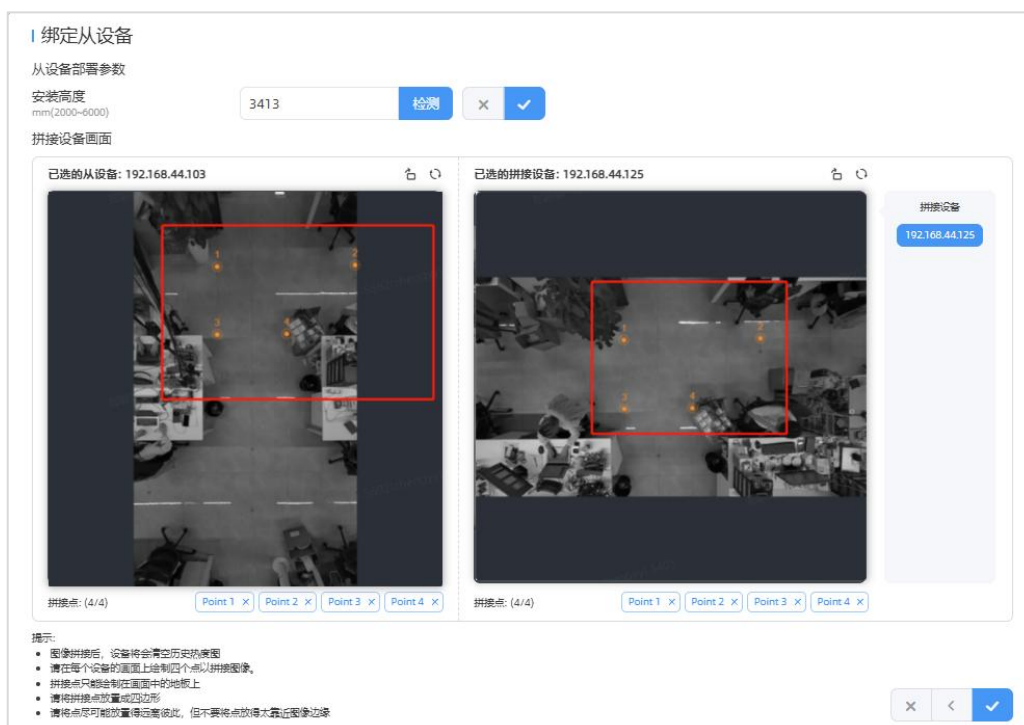 绑定从设备
从设备部署参数
安装高度
mm(2000~6000)
3413
检测
拼接设备画面
已选的从设备: 192.168.44.103
已选的拼接设备: 192.168.44.125
拼接设备
192.168.44.125
1
2
3
4
1
2
3
4
拼接点: (4/4)
Point 1 ×
Point 2 ×
Point 3 ×
Point 4 ×
拼接点: (4/4)
Point 1 ×
Point 2 ×
Point 3 ×
Point 4 ×
提示:
图像拼接后，设备将会清空历史热度图
请在每个设备的画面上绘制四个点以拼接图像。
拼接点只能绘制在画面中的地板上
请将拼接点放置成四边形
请将点尽可能放置得远离彼此，但不要将点放得太靠近图像边缘